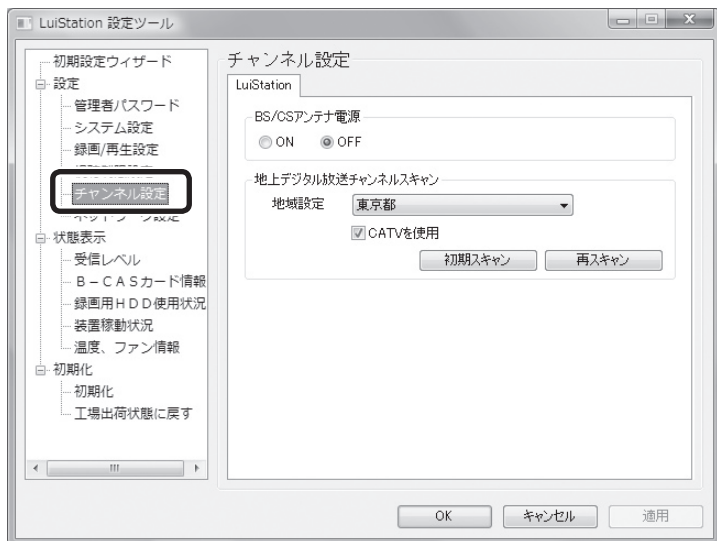 LuiStation 設定ツール
初期設定ウィザード
設定
管理者パスワード
システム設定
録画/再生設定
チャンネル設定
状態表示
受信レベル
B-CASカード情報
録画用HDD使用状況
装置稼動状況
温度、ファン情報
初期化
初期化
工場出荷状態に戻す
チャンネル設定
LuiStation
BS/CSアンテナ電源
ON OFF
地上デジタル放送チャンネルスキャン
地域設定 東京都
CATVを使用
初期スキャン 再スキャン
OK キャンセル 適用